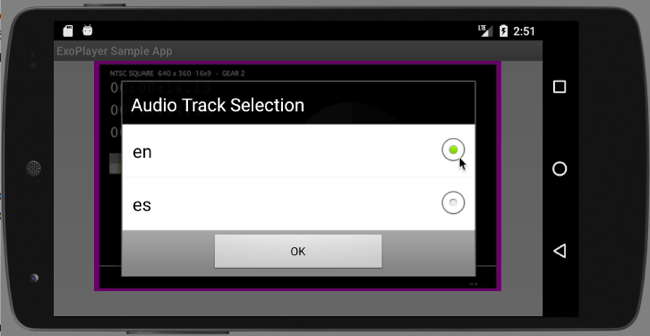 LTE 2:51
ExoPlayer Sample App
NTSC SQUARE 640 x 360 16x9 - GEAR 2
Audio Track Selection
en
es
OK